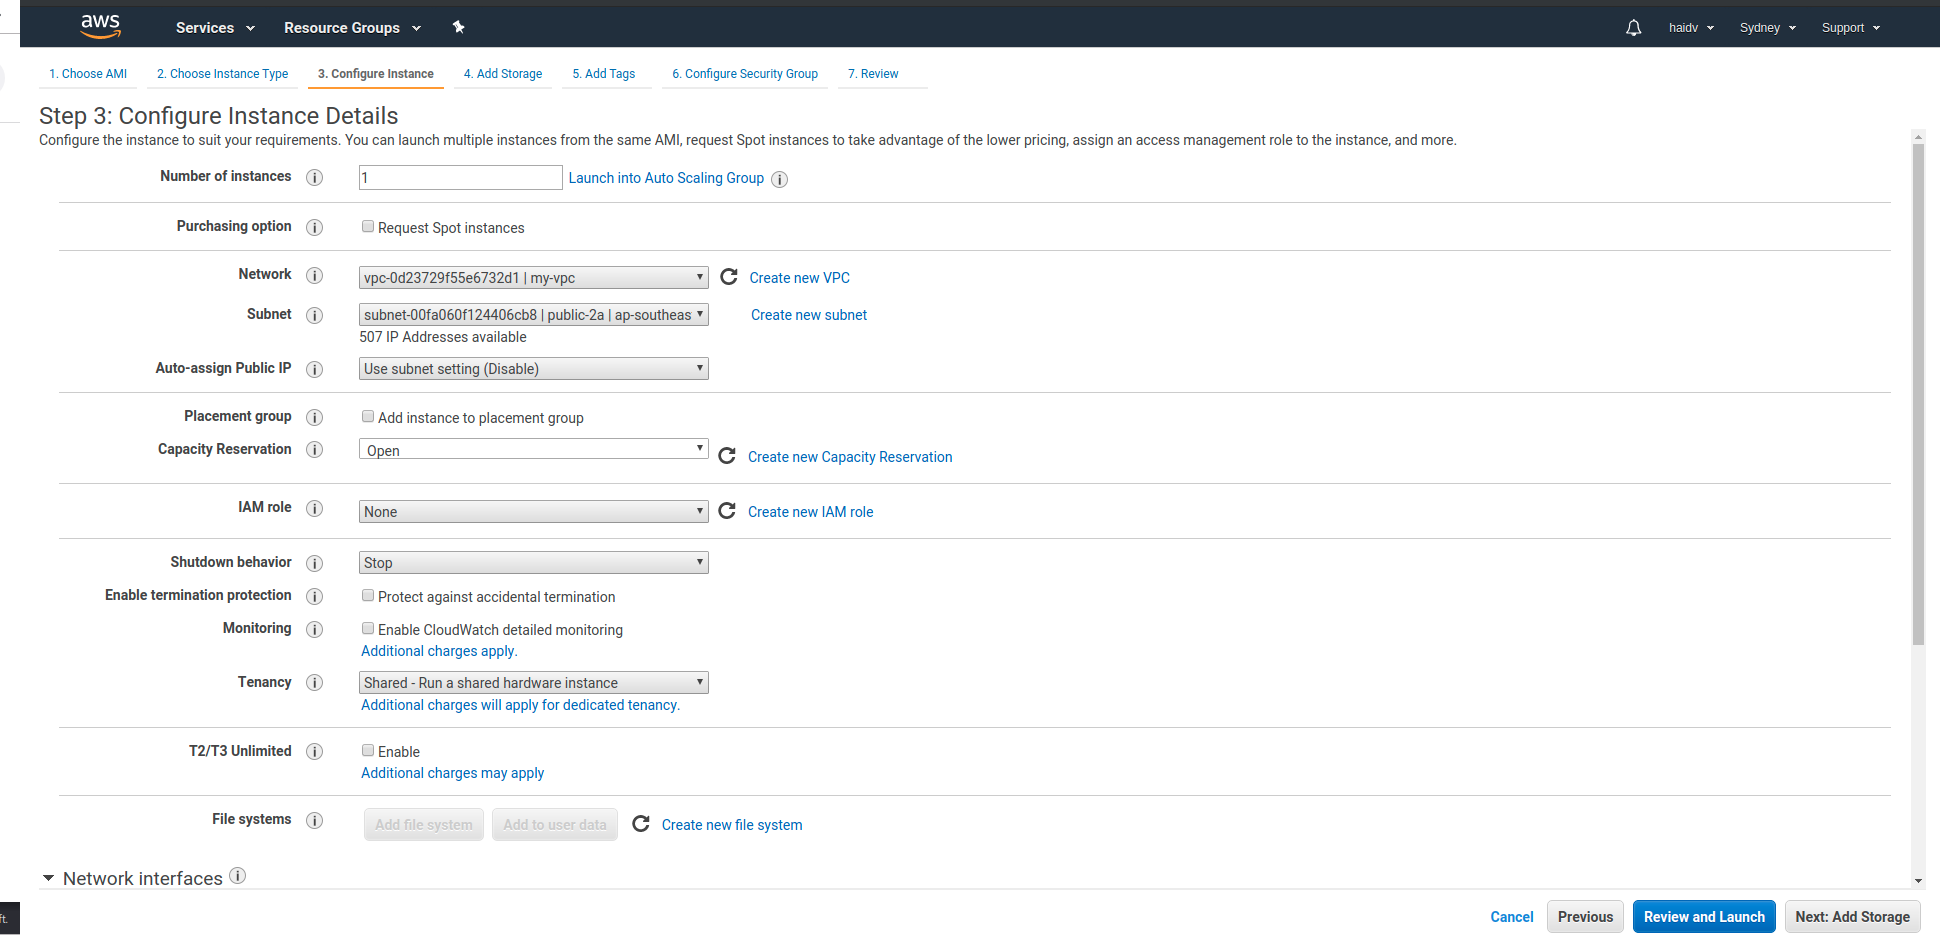 aws Services Resource Groups haidv Sydney Support
1. Choose AMI 2. Choose Instance Type 3. Configure Instance 4. Add Storage 5. Add Tags 6. Configure Security Group 7. Review
Step 3: Configure Instance Details
Configure the instance to suit your requirements. You can launch multiple instances from the same AMI, request Spot instances to take advantage of the lower pricing, assign an access management role to the instance, and more.
Number of instances i 1 Launch into Auto Scaling Group i
Purchasing option i Request Spot instances
Network i vpc-0d23729f55e6732d1 | my-vpc Create new VPC
Subnet i subnet-00fa060f124406cb8 | public-2a | ap-southeas Create new subnet
507 IP Addresses available
Auto-assign Public IP i Use subnet setting (Disable)
Placement group i Add instance to placement group
Capacity Reservation i Open Create new Capacity Reservation
IAM role i None Create new IAM role
Shutdown behavior i Stop
Enable termination protection i Protect against accidental termination
Monitoring i Enable CloudWatch detailed monitoring
Additional charges apply.
Tenancy i Shared - Run a shared hardware instance
Additional charges will apply for dedicated tenancy.
T2/T3 Unlimited i Enable
Additional charges may apply
File systems i Add file system Add to user data Create new file system
Network interfaces i
ft. Cancel Previous Review and Launch Next: Add Storage